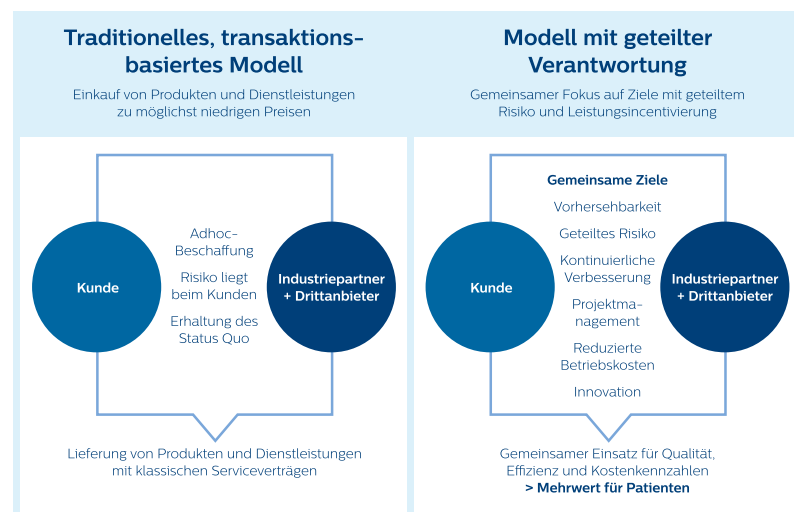 Traditionelles, transaktions-
basiertes Modell
Einkauf von Produkten und Dienstleistungen
zu möglichst niedrigen Preisen
Kunde
Adhoc-
Beschaffung
Risiko liegt
beim Kunden
Erhaltung des
Status Quo
Industriepartner
+ Drittanbieter
Lieferung von Produkten und Dienstleistungen
mit klassischen Serviceverträgen
Modell mit geteilter
Verantwortung
Gemeinsamer Fokus auf Ziele mit geteiltem
Risiko und Leistungsincentivierung
Kunde
Gemeinsame Ziele
Vorhersehbarkeit
Geteiltes Risiko
Kontinuierliche
Verbesserung
Projektma-
nagement
Reduzierte
Betriebskosten
Innovation
Industriepartner
+ Drittanbieter
Gemeinsamer Einsatz für Qualität,
Effizienz und Kostenkennzahlen
> Mehrwert für Patienten